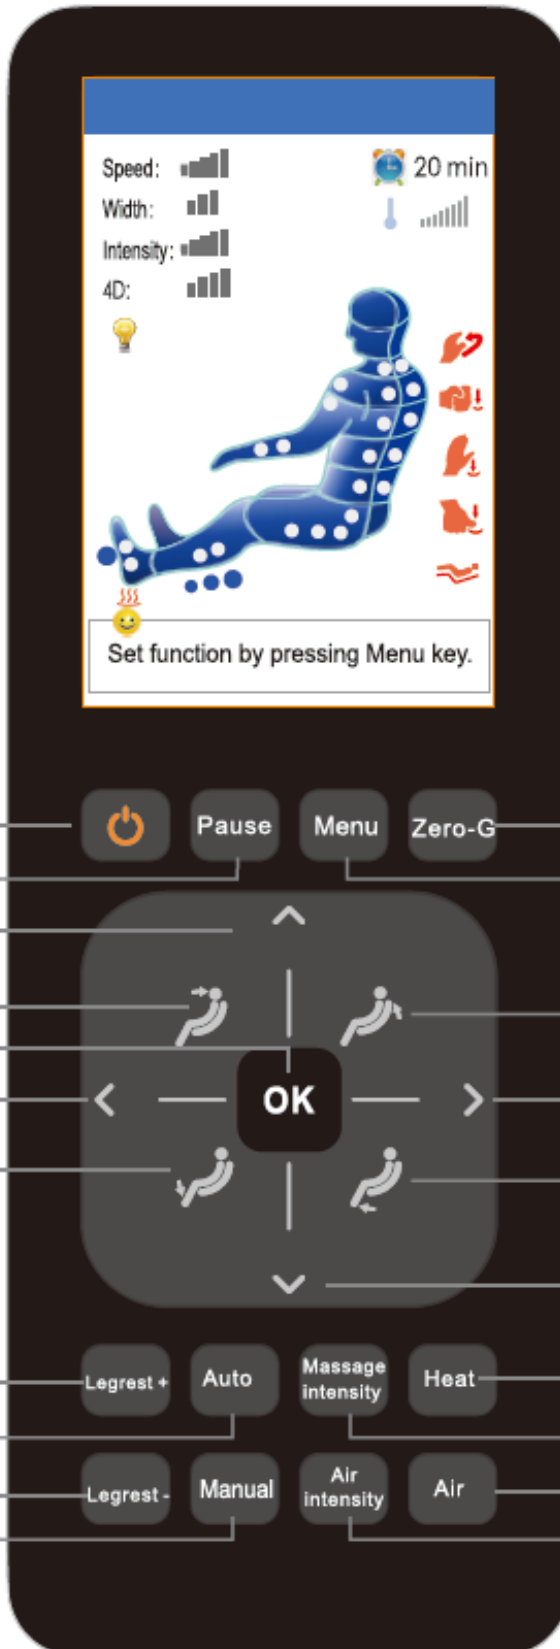 Speed:
20 min
Width:
Intensity:
4D:
Set function by pressing Menu key.
Pause
Menu
Zero-G
OK
Legrest +
Auto
Massage
intensity
Heat
Legrest -
Manual
Air
intensity
Air